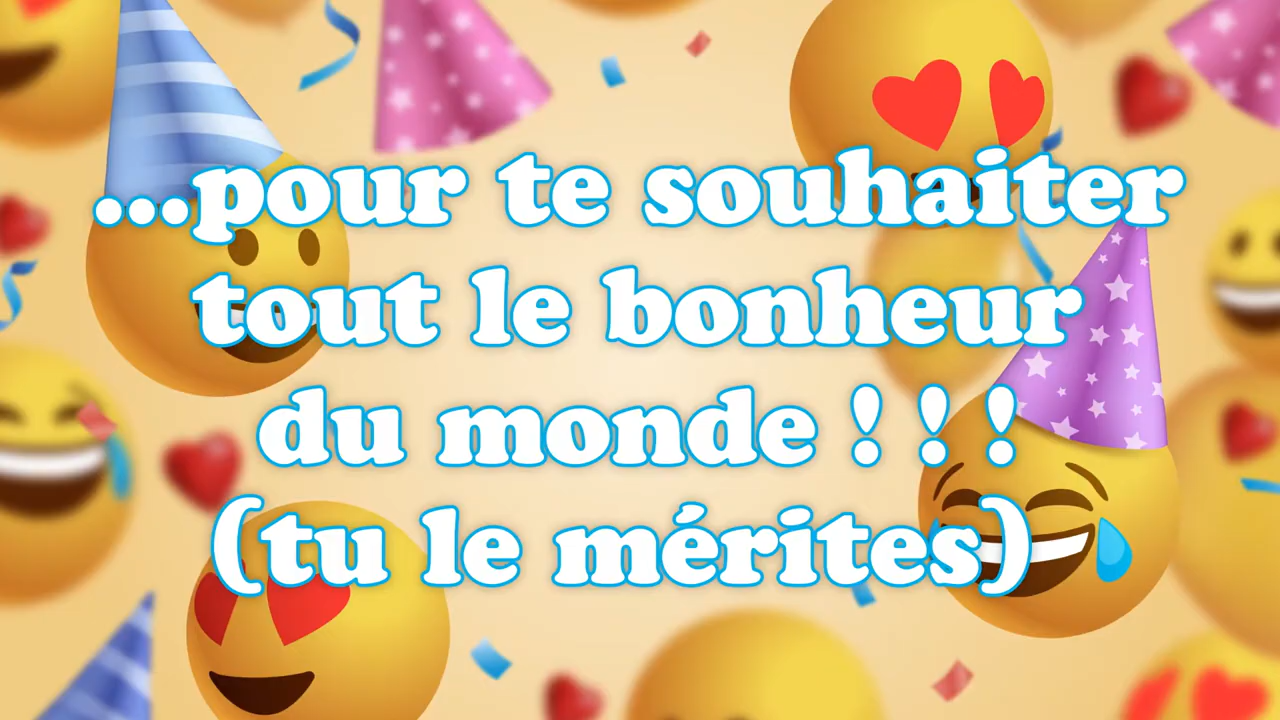 ...pour te souhaiter
tout le bonheur
du monde ! ! !
(tu le mérites)